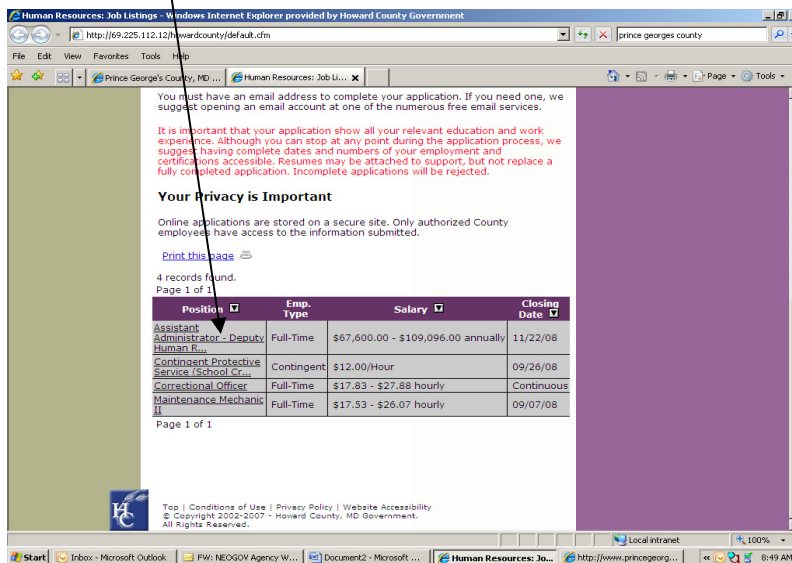 Human Resources: Job Listings - Windows Internet Explorer provided by Howard County Government
http://69.225.112.12/howardcounty/default.cfm
prince georges county
File Edit View Favorites Tools Help
Prince George's County, MD ...
Human Resources: Job Li...
Page
Tools
You must have an email address to complete your application. If you need one, we
suggest opening an email account at one of the numerous free email services.
It is important that your application show all your relevant education and work
experience. Although you can stop at any point during the application process, we
suggest having complete dates and numbers of your employment and
certifications accessible. Resumes may be attached to support, but not replace a
fully completed application. Incomplete applications will be rejected.
Your Privacy is Important
Online applications are stored on a secure site. Only authorized County
employees have access to the information submitted.
Print this page
4 records found.
Page 1 of 1
Position Emp. Type Salary Closing Date
Assistant Administrator - Deputy Human R... Full-Time $67,600.00 - $109,096.00 annually 11/22/08
Contingent Protective Service (School Cr... Contingent $12.00/Hour 09/26/08
Correctional Officer Full-Time $17.83 - $27.88 hourly Continuous
Maintenance Mechanic II Full-Time $17.53 - $26.07 hourly 09/07/08
Page 1 of 1
HC
Top | Conditions of Use | Privacy Policy | Website Accessibility
© Copyright 2002-2007 - Howard County, MD Government.
All Rights Reserved.
Local intranet 100%
Start Inbox - Microsoft Outlook FW: NEOGOV Agency W... Document2 - Microsoft ... Human Resources: Jo... http://www.princegeorg... 8:49 AM